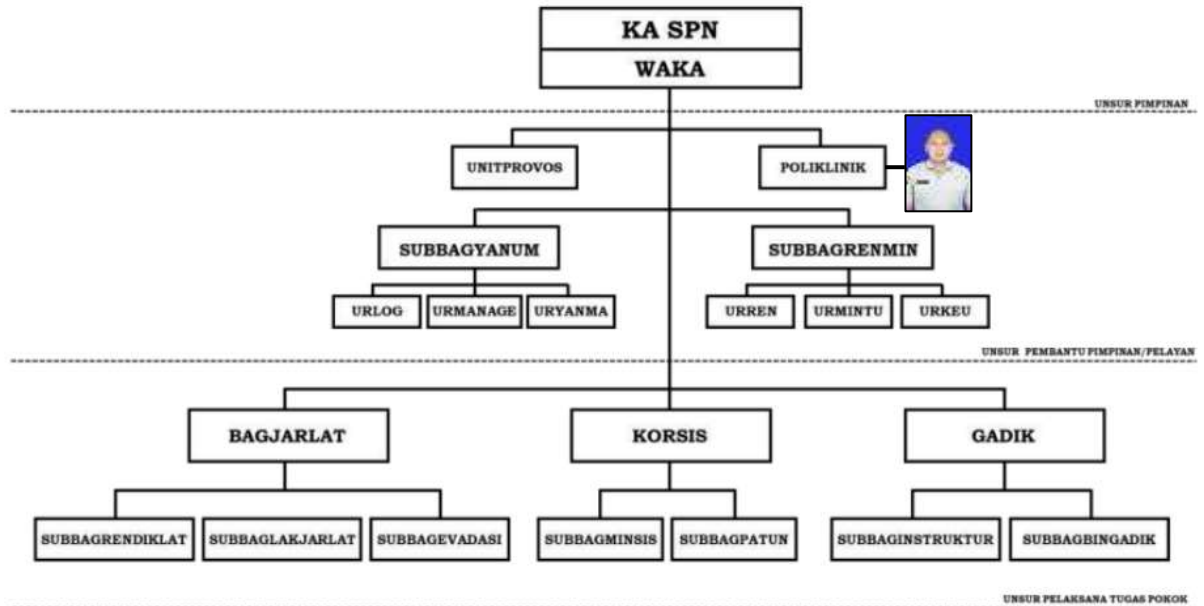 KA SPN
WAKA
UNSUR PIMPINAN
UNITPROVOS
POLIKLINIK
SUBBAGYANUM
SUBBAGRENMIN
URLOG
URMANAGE
URYANMA
URREN
URMINTU
URKEU
UNSUR PEMBANTU PIMPINAN/PELAYAN
BAGJARLAT
KORSIS
GADIK
SUBBAGRENDIKLAT
SUBBAGLAKJARLAT
SUBBAGEVADASI
SUBBAGMINSIS
SUBBAGPATUN
SUBBAGINSTRUKTUR
SUBBAGBINGADIK
UNSUR PELAKSANA TUGAS POKOK